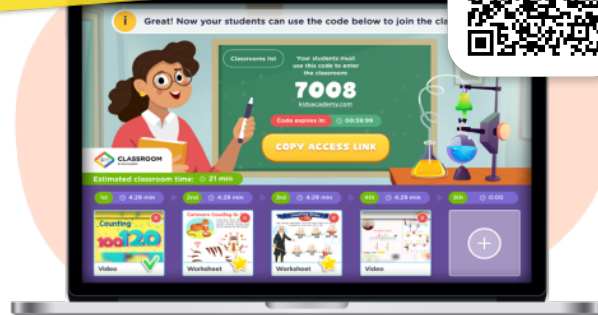 i
Great! Now your students can use the code below to join the cla
Classrooms list
Your students must
use this code to enter
the classroom:
7008
kidsacademy.com
Code expires in: 00:59:99
COPY ACCESS LINK
CLASSROOM
Estimated classroom time: 21 min
1st 4:29 min
2nd 4:29 min
3rd 4:29 min
4th 4:29 min
5th 0:00
Counting
100 120
Video
Worksheet
Worksheet
Video